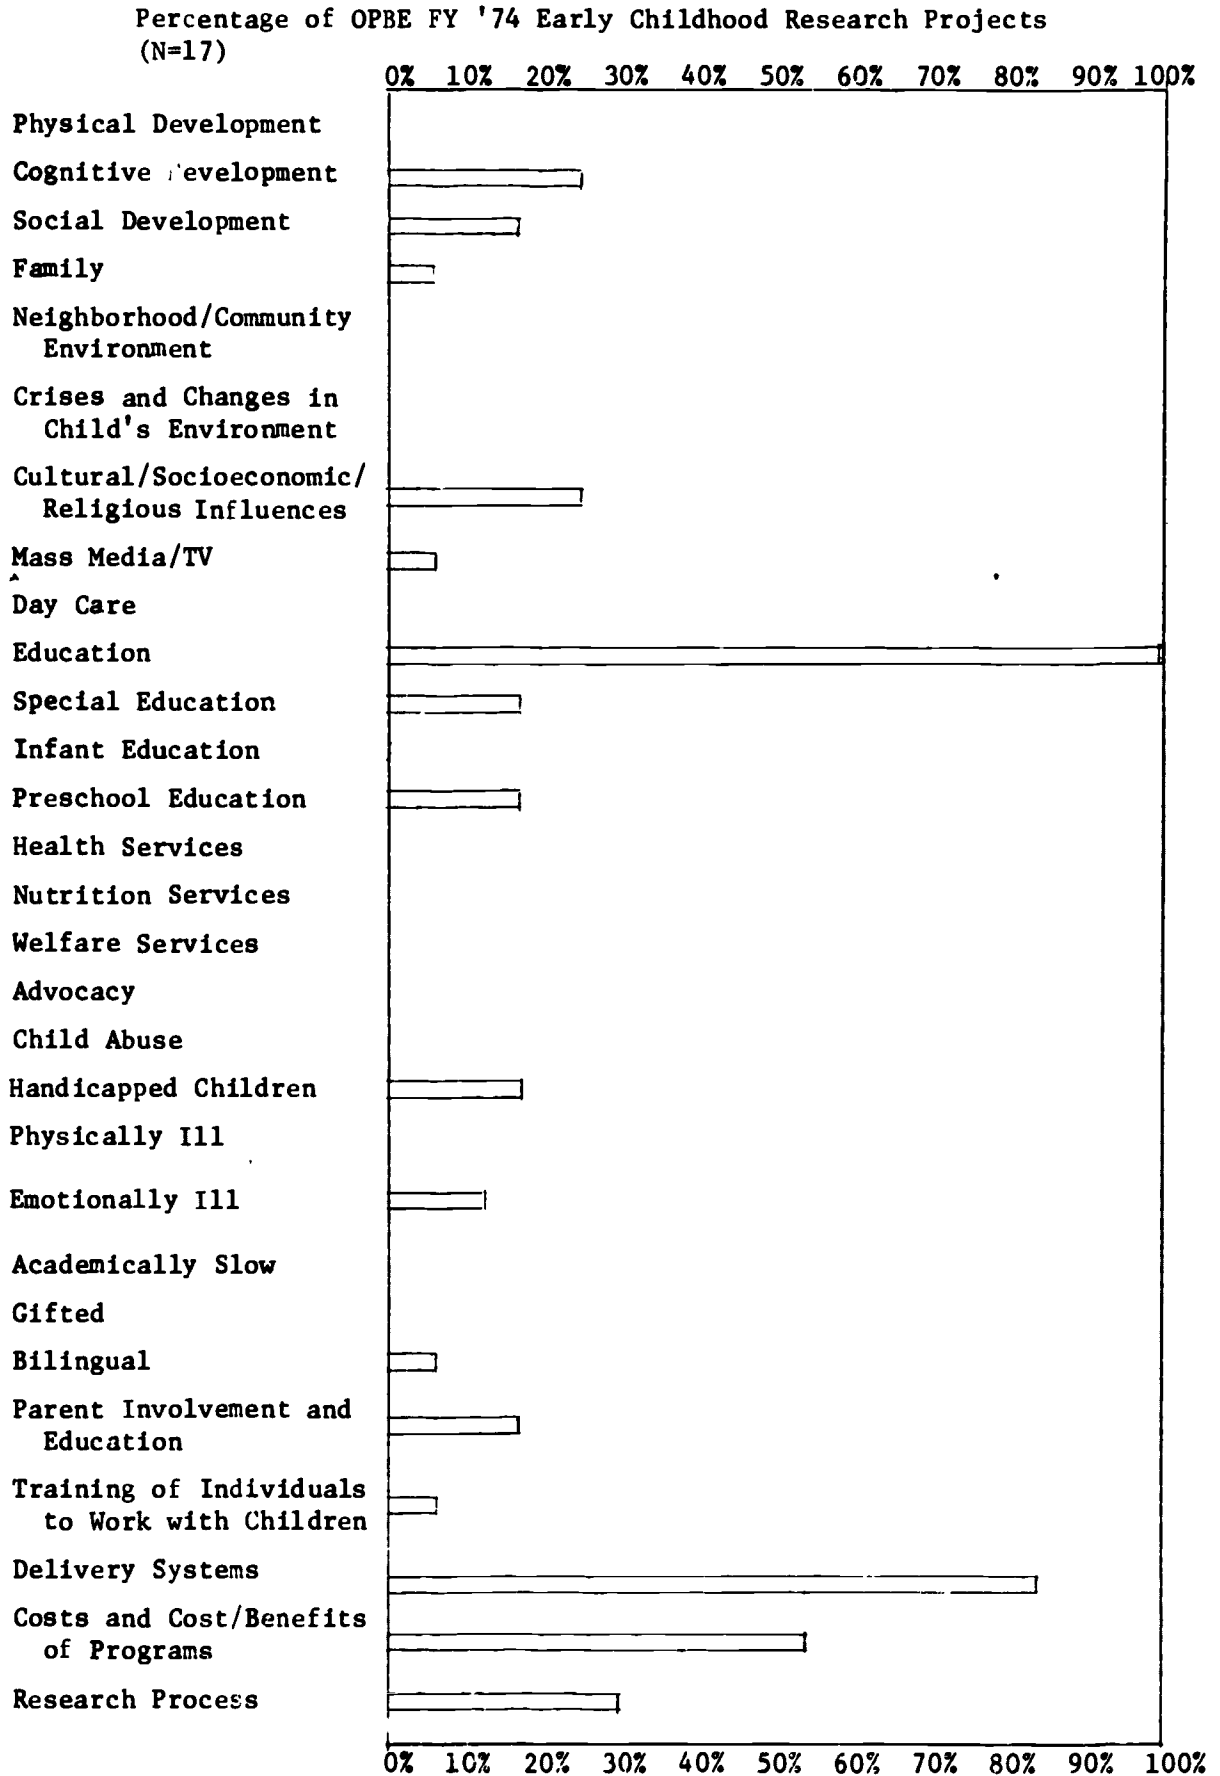 Percentage of OPBE FY '74 Early Childhood Research Projects
(N=17)
0% 10% 20% 30% 40% 50% 60% 70% 80% 90% 100%
Physical Development
Cognitive evelopment
Social Development
Family
Neighborhood/Community
Environment
Crises and Changes in
Child's Environment
Cultural/Socioeconomic/
Religious Influences
Mass Media/TV
Day Care
Education
Special Education
Infant Education
Preschool Education
Health Services
Nutrition Services
Welfare Services
Advocacy
Child Abuse
Handicapped Children
Physically Ill
Emotionally Ill
Academically Slow
Gifted
Bilingual
Parent Involvement and
Education
Training of Individuals
to Work with Children
Delivery Systems
Costs and Cost/Benefits
of Programs
Research Process
0% 10% 20% 30% 40% 50% 60% 70% 80% 90% 100%